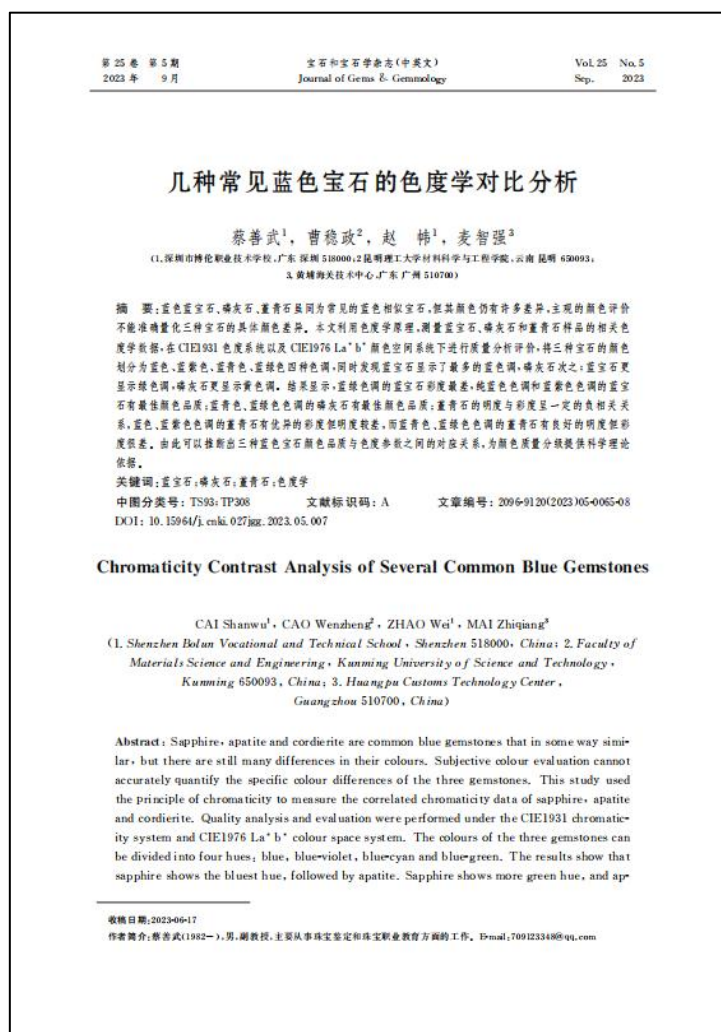 第 25 卷 第 5 期
2023 年 9 月
宝石和宝石学杂志(中英文)
Journal of Gems & Gemmology
Vol. 25 No. 5
Sep. 2023
几种常见蓝色宝石的色度学对比分析
蔡善武1, 曹稳政2, 赵 帏1, 麦智强3
(1.深圳市博伦职业技术学校,广东 深圳 518000;2 昆明理工大学材料科学与工程学院,云南 昆明 650093;
3.黄埔海关技术中心,广东 广州 510700)
摘 要:蓝色蓝宝石、磷灰石、堇青石虽同为常见的蓝色相似宝石,但其颜色仍有许多差异,主观的颜色评价
不能准确量化三种宝石的具体颜色差异。本文利用色度学原理,测量蓝宝石、磷灰石和堇青石样品的相关色
度学数据,在CIE1931 色度系统以及CIE1976 La*b*颜色空间系统下进行质量分析评价,将三种宝石的颜色
划分为蓝色、蓝紫色、蓝青色、蓝绿色四种色调,同时发现蓝宝石显示了最多的蓝色调,磷灰石次之;蓝宝石更
显示绿色调,磷灰石更显示黄色调。结果显示,蓝绿色调的蓝宝石彩度最差,纯蓝色色调和蓝紫色色调的蓝宝
石有最佳颜色品质;蓝青色、蓝绿色色调的磷灰石有最佳颜色品质;堇青石的明度与彩度呈一定的负相关关
系,蓝色、蓝紫色色调的堇青石有优异的彩度但明度较差,而蓝青色、蓝绿色色调的堇青石有良好的明度但彩
度很差。由此可以推断出三种蓝色宝石颜色品质与色度参数之间的对应关系,为颜色质量分级提供科学理论
依据。
关键词:蓝宝石;磷灰石;堇青石;色度学
中图分类号:TS93;TP308 文献标识码:A 文章编号:2096-9120(2023)05-0065-08
DOI:10.15964/j.cnki.027jgg.2023.05.007
Chromaticity Contrast Analysis of Several Common Blue Gemstones
CAI Shanwu1, CAO Wenzheng2, ZHAO Wei1, MAI Zhiqiang3
(1. Shenzhen Bolun Vocational and Technical School, Shenzhen 518000, China; 2. Faculty of
Materials Science and Engineering, Kunming University of Science and Technology,
Kunming 650093, China; 3. Huangpu Customs Technology Center,
Guangzhou 510700, China)
Abstract: Sapphire, apatite and cordierite are common blue gemstones that in some way simi-
lar, but there are still many differences in their colours. Subjective colour evaluation cannot
accurately quantify the specific colour differences of the three gemstones. This study used
the principle of chromaticity to measure the correlated chromaticity data of sapphire, apatite
and cordierite. Quality analysis and evaluation were performed under the CIE1931 chromatic-
ity system and CIE1976 La*b* colour space system. The colours of the three gemstones can
be divided into four hues: blue, blue-violet, blue-cyan and blue-green. The results show that
sapphire shows the bluest hue, followed by apatite. Sapphire shows more green hue, and ap-
收稿日期:2023-06-17
作者简介:蔡善武(1982-),男,副教授,主要从事珠宝鉴定和珠宝职业教育方面的工作。E-mail:709123348@qq.com